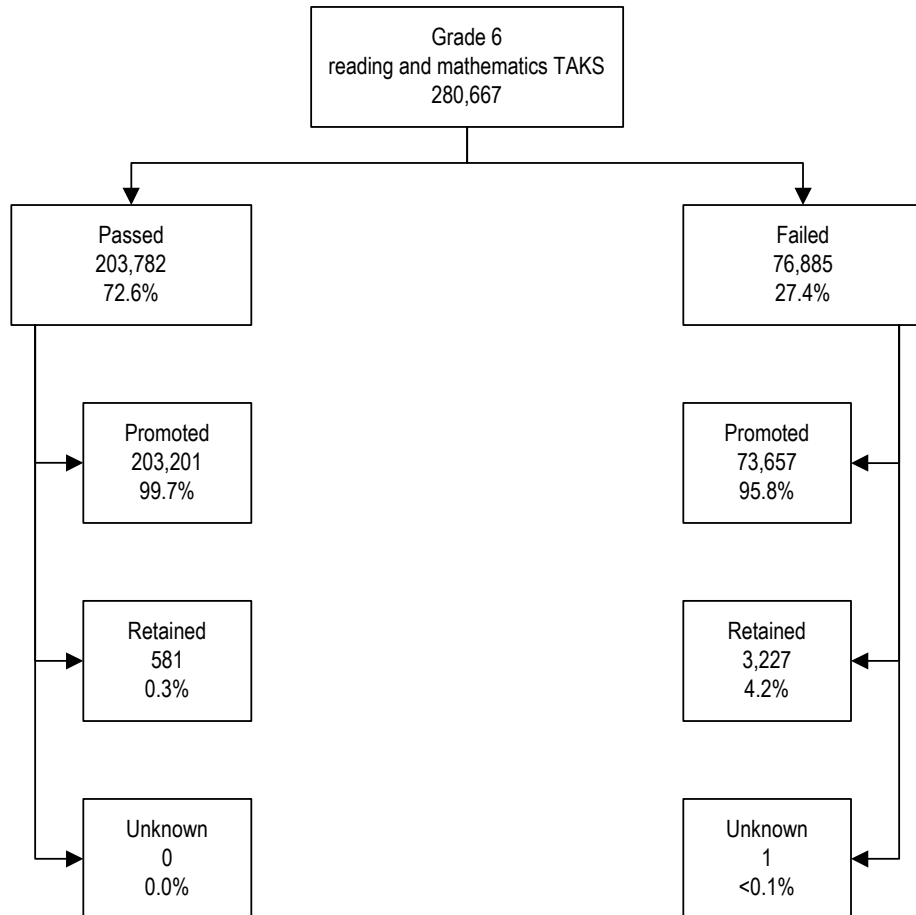 Grade 6
reading and mathematics TAKS
280,667
Passed
203,782
72.6%
Failed
76,885
27.4%
Promoted
203,201
99.7%
Promoted
73,657
95.8%
Retained
581
0.3%
Retained
3,227
4.2%
Unknown
0
0.0%
Unknown
1
<0.1%